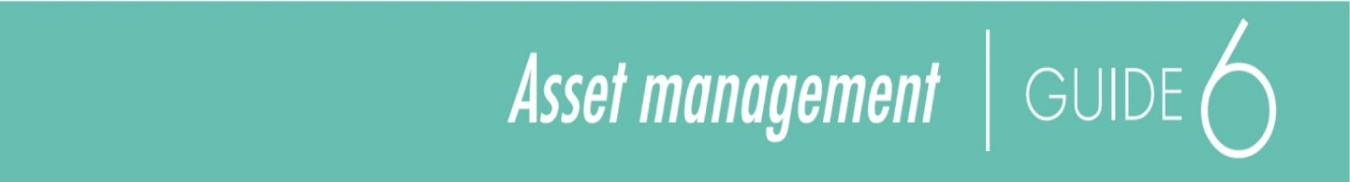 Asset management | GUIDE 6